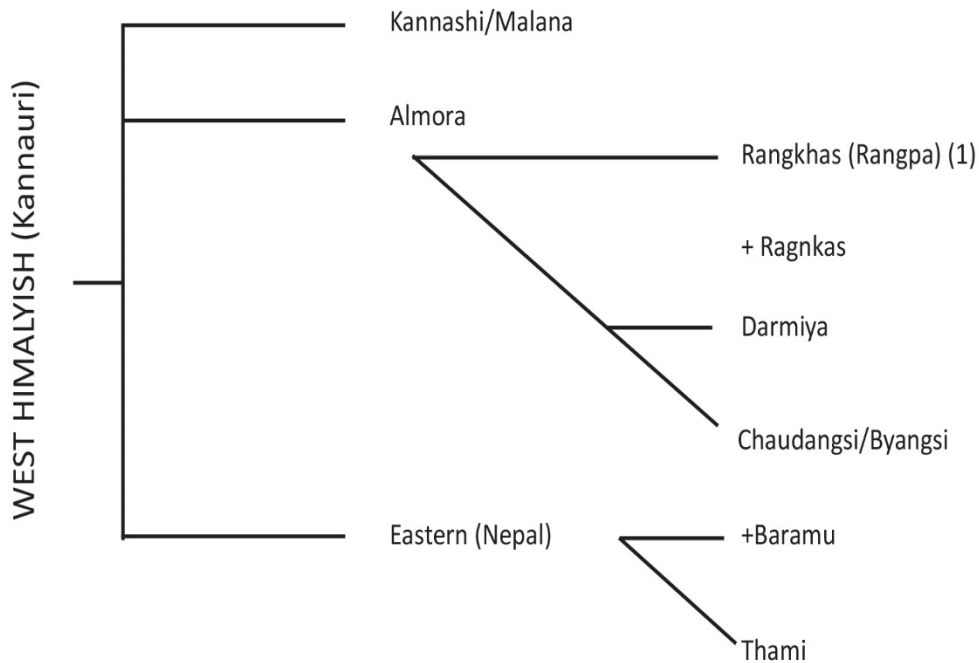 WEST HIMALYISH (Kannauri)
Kannashi/Malana
Almora
Rangkhas (Rangpa) (1)
+ Ragnkas
Darmiya
Chaudangsi/Byangsi
Eastern (Nepal)
+Baramu
Thami